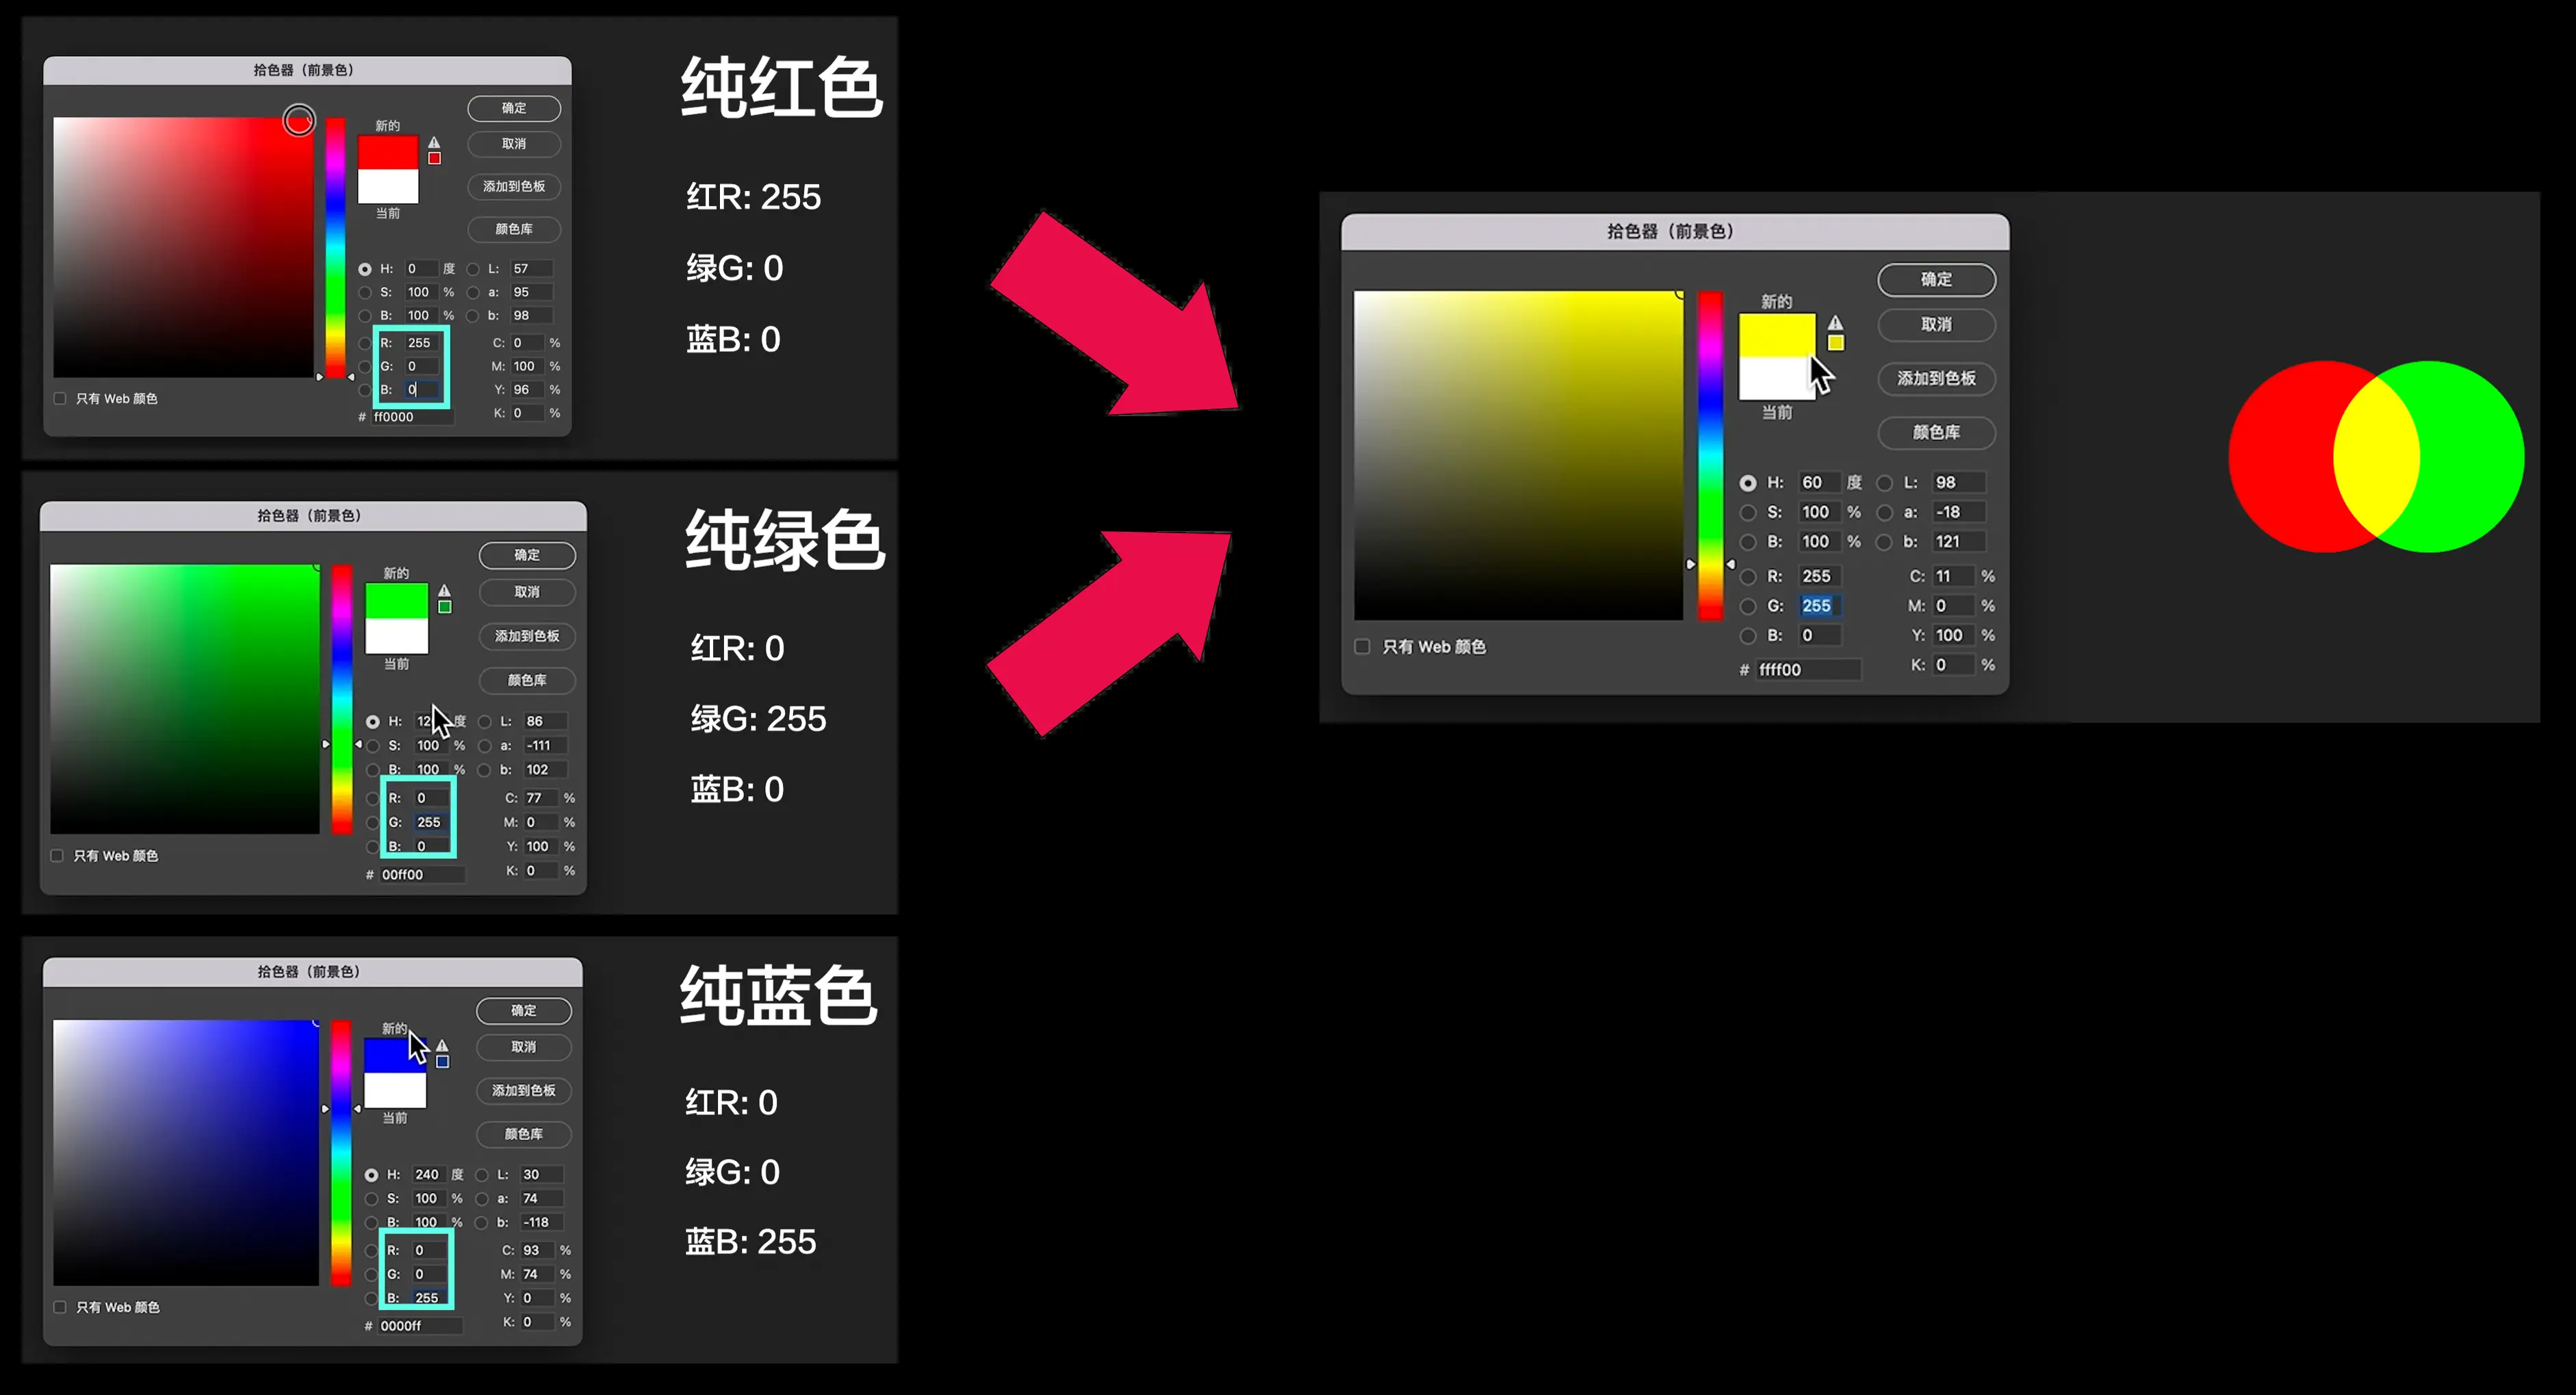 拾色器（前景色）
新的
当前
确定
取消
添加到色板
颜色库
H: 0 度 L: 57
S: 100 % a: 95
B: 100 % b: 98
R: 255 C: 0 %
G: 0 M: 100 %
B: 0 Y: 96 %
# ff0000 K: 0 %
只有 Web 颜色
纯红色
红R: 255
绿G: 0
蓝B: 0
拾色器（前景色）
新的
当前
确定
取消
添加到色板
颜色库
H: 12 度 L: 86
S: 100 % a: -111
B: 100 % b: 102
R: 0 C: 77 %
G: 255 M: 0 %
B: 0 Y: 100 %
# 00ff00 K: 0 %
只有 Web 颜色
纯绿色
红R: 0
绿G: 255
蓝B: 0
拾色器（前景色）
新的
当前
确定
取消
添加到色板
颜色库
H: 240 度 L: 30
S: 100 % a: 74
B: 100 % b: -118
R: 0 C: 93 %
G: 0 M: 74 %
B: 255 Y: 0 %
# 0000ff K: 0 %
只有 Web 颜色
纯蓝色
红R: 0
绿G: 0
蓝B: 255
拾色器（前景色）
新的
当前
确定
取消
添加到色板
颜色库
H: 60 度 L: 98
S: 100 % a: -18
B: 100 % b: 121
R: 255 C: 11 %
G: 255 M: 0 %
B: 0 Y: 100 %
# ffff00 K: 0 %
只有 Web 颜色